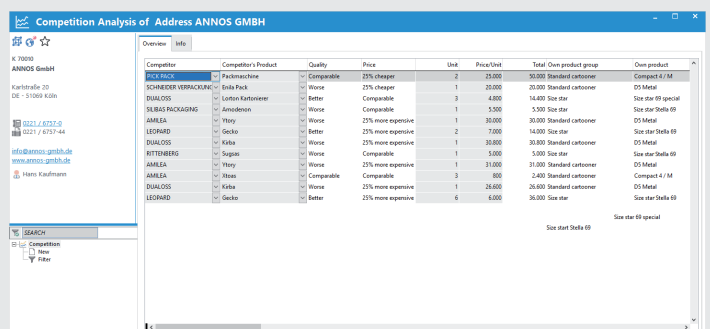 Competition Analysis of Address ANNOS GMBH
Overview Info
K 70010
ANNOS GmbH
Karlstraße 20
DE - 51069 Köln
0221 / 6757-0
0221 / 6757-44
info@annos-gmbh.de
www.annos-gmbh.de
Hans Kaufmann
SEARCH
Competition
New
Filter
Competitor Competitor's Product Quality Price Unit Price/Unit Total Own product group Own product
PICK PACK Packmaschine Comparable 25% cheaper 2 25.000 50.000 Standard cartooner Compact 4 / M
SCHNEIDER VERPACKUNG Enila Pack Worse 25% cheaper 1 20.000 20.000 Standard cartooner D5 Metal
DUALOSS Lorton Kartonierer Better Comparable 3 4.800 14.400 Size star Size star 69 special
SILIBAS PACKAGING Amodenon Worse Comparable 1 5.500 5.500 Size star Size star Stella 69
AMILEA Ytory Worse 25% more expensive 1 30.000 30.000 Standard cartooner D5 Metal
LEOPARD Gecko Better 25% more expensive 2 7.000 14.000 Size star Size star Stella 69
DUALOSS Kirba Worse 25% more expensive 1 30.800 30.800 Standard cartooner D5 Metal
RITTENBERG Sugsas Worse Comparable 1 5.000 5.000 Size star Size star Stella 69
AMILEA Ytory Worse 25% more expensive 1 31.000 31.000 Standard cartooner D5 Metal
AMILEA Xtoas Comparable Comparable 3 800 2.400 Standard cartooner Compact 4 / M
DUALOSS Kirba Worse 25% more expensive 1 26.600 26.600 Standard cartooner D5 Metal
LEOPARD Gecko Better 25% more expensive 6 6.000 36.000 Size star Size star Stella 69
Size star 69 special
Size start Stella 69